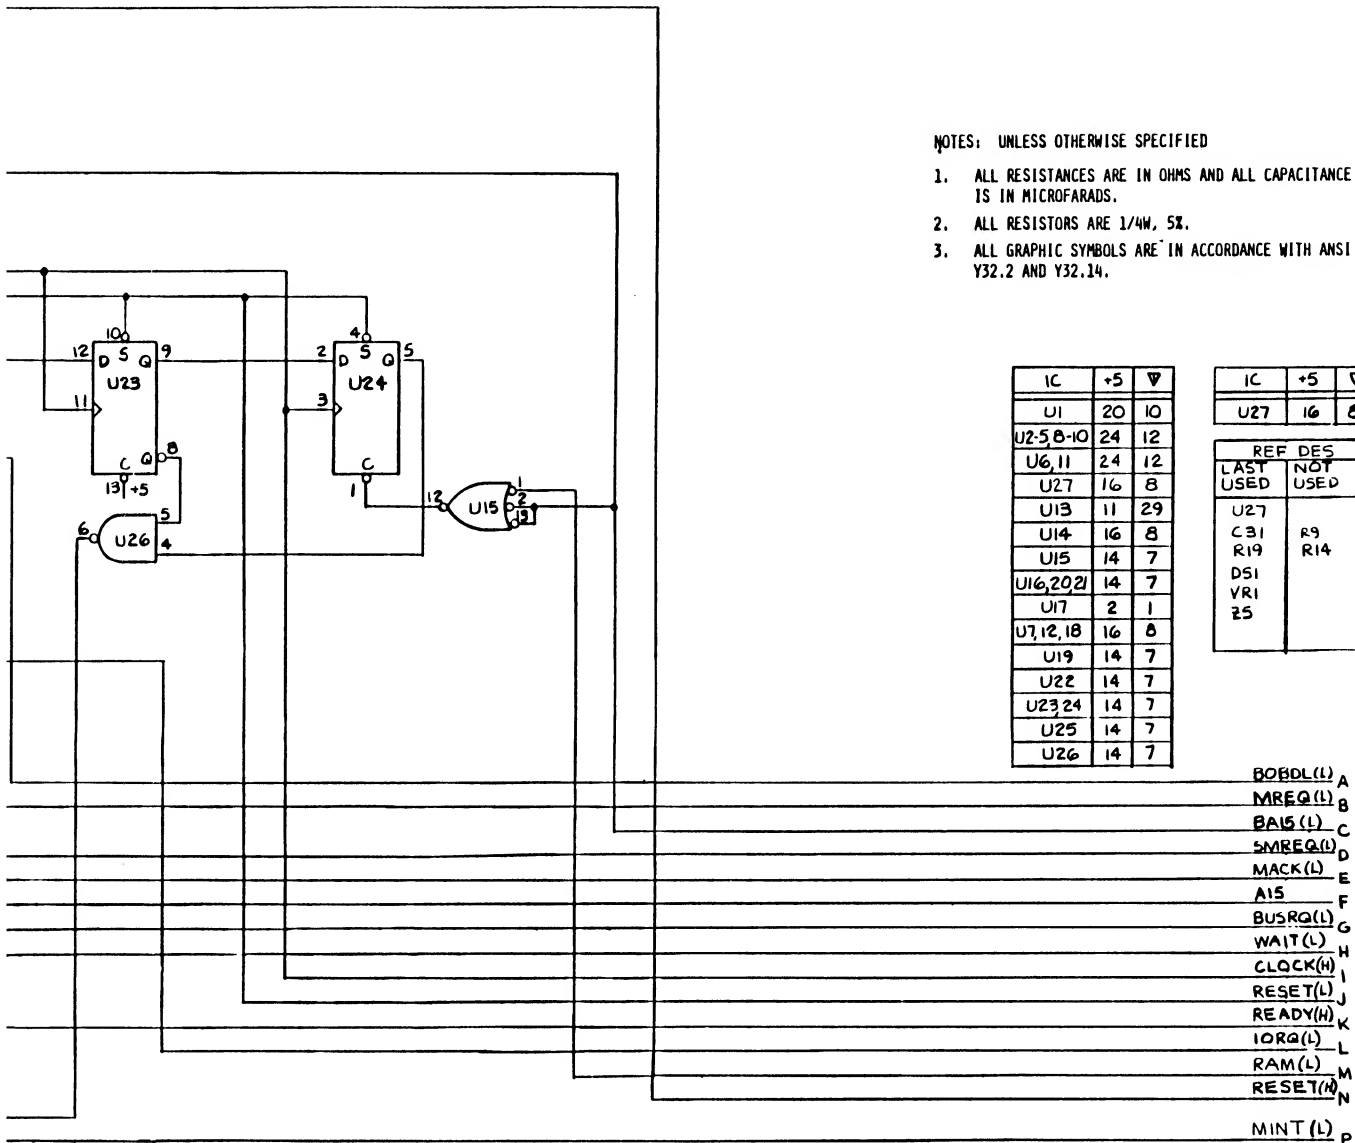 NOTES: UNLESS OTHERWISE SPECIFIED
1. ALL RESISTANCES ARE IN OHMS AND ALL CAPACITANCE
IS IN MICROFARADS.
2. ALL RESISTORS ARE 1/4W, 5%.
3. ALL GRAPHIC SYMBOLS ARE IN ACCORDANCE WITH ANSI
Y32.2 AND Y32.14.
10
12 D S Q 9
U23
11
C Q 8
13 +5
4
2 D S Q 5
U24
3
C
1
12 U15 1
2
13
6 U26 5
4
IC +5 ∇
U1 20 10
U2-5,8-10 24 12
U6,11 24 12
U27 16 8
U13 11 29
U14 16 8
U15 14 7
U16,20,21 14 7
U17 2 1
U7,12,18 16 8
U19 14 7
U22 14 7
U23,24 14 7
U25 14 7
U26 14 7
IC +5
U27 16 8
REF DES
LAST USED NOT USED
U27
C31 R9
R19 R14
DS1
VR1
Z5
BOBDL(L) A
MREQ(L) B
BA15(L) C
SMREQ(L) D
MACK(L) E
A15 F
BUSRQ(L) G
WAIT(L) H
CLOCK(H) I
RESET(L) J
READY(H) K
IORQ(L) L
RAM(L) M
RESET(H) N
MINT(L) P